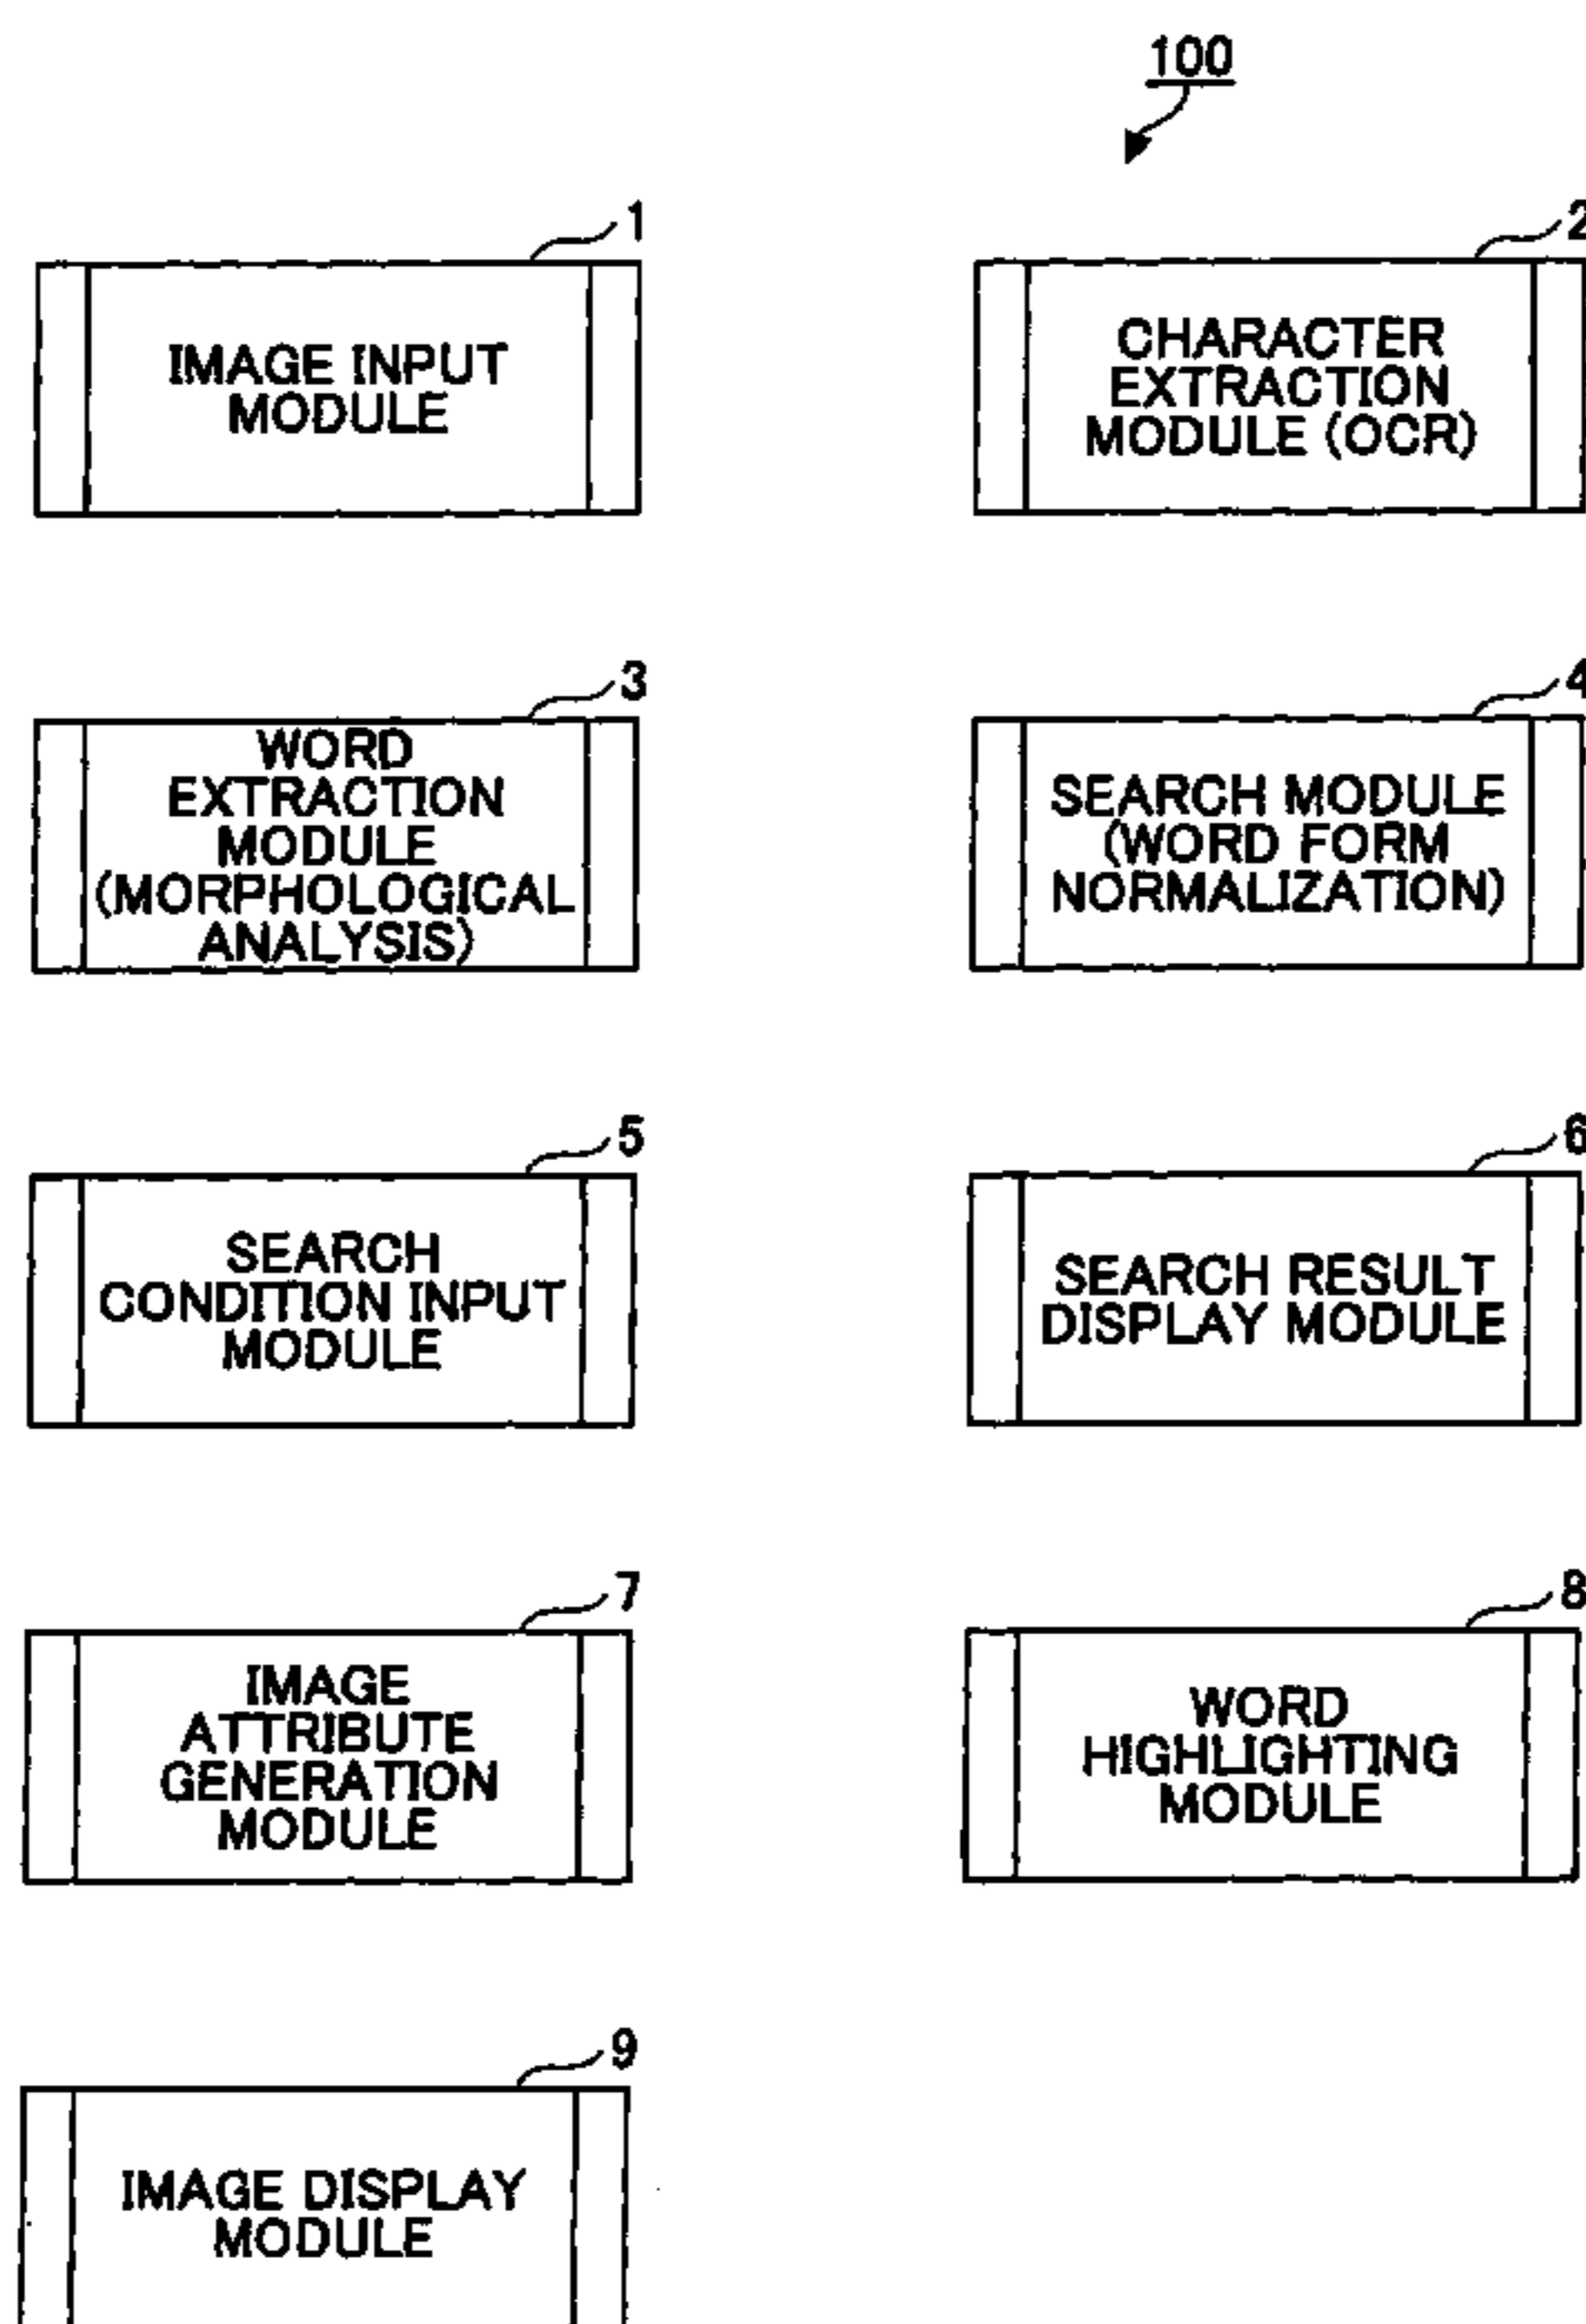 100
1
IMAGE INPUT
MODULE
2
CHARACTER
EXTRACTION
MODULE (OCR)
3
WORD
EXTRACTION
MODULE
(MORPHOLOGICAL
ANALYSIS)
4
SEARCH MODULE
(WORD FORM
NORMALIZATION)
5
SEARCH
CONDITION INPUT
MODULE
6
SEARCH RESULT
DISPLAY MODULE
7
IMAGE
ATTRIBUTE
GENERATION
MODULE
8
WORD
HIGHLIGHTING
MODULE
9
IMAGE DISPLAY
MODULE